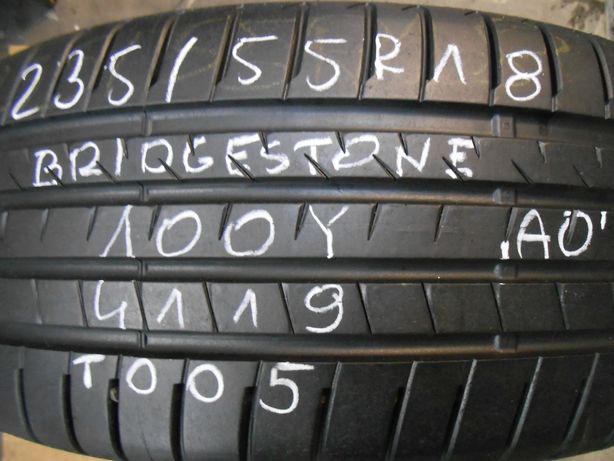 235/55R18
BRIDGESTONE
100Y 'AO'
4119
T005